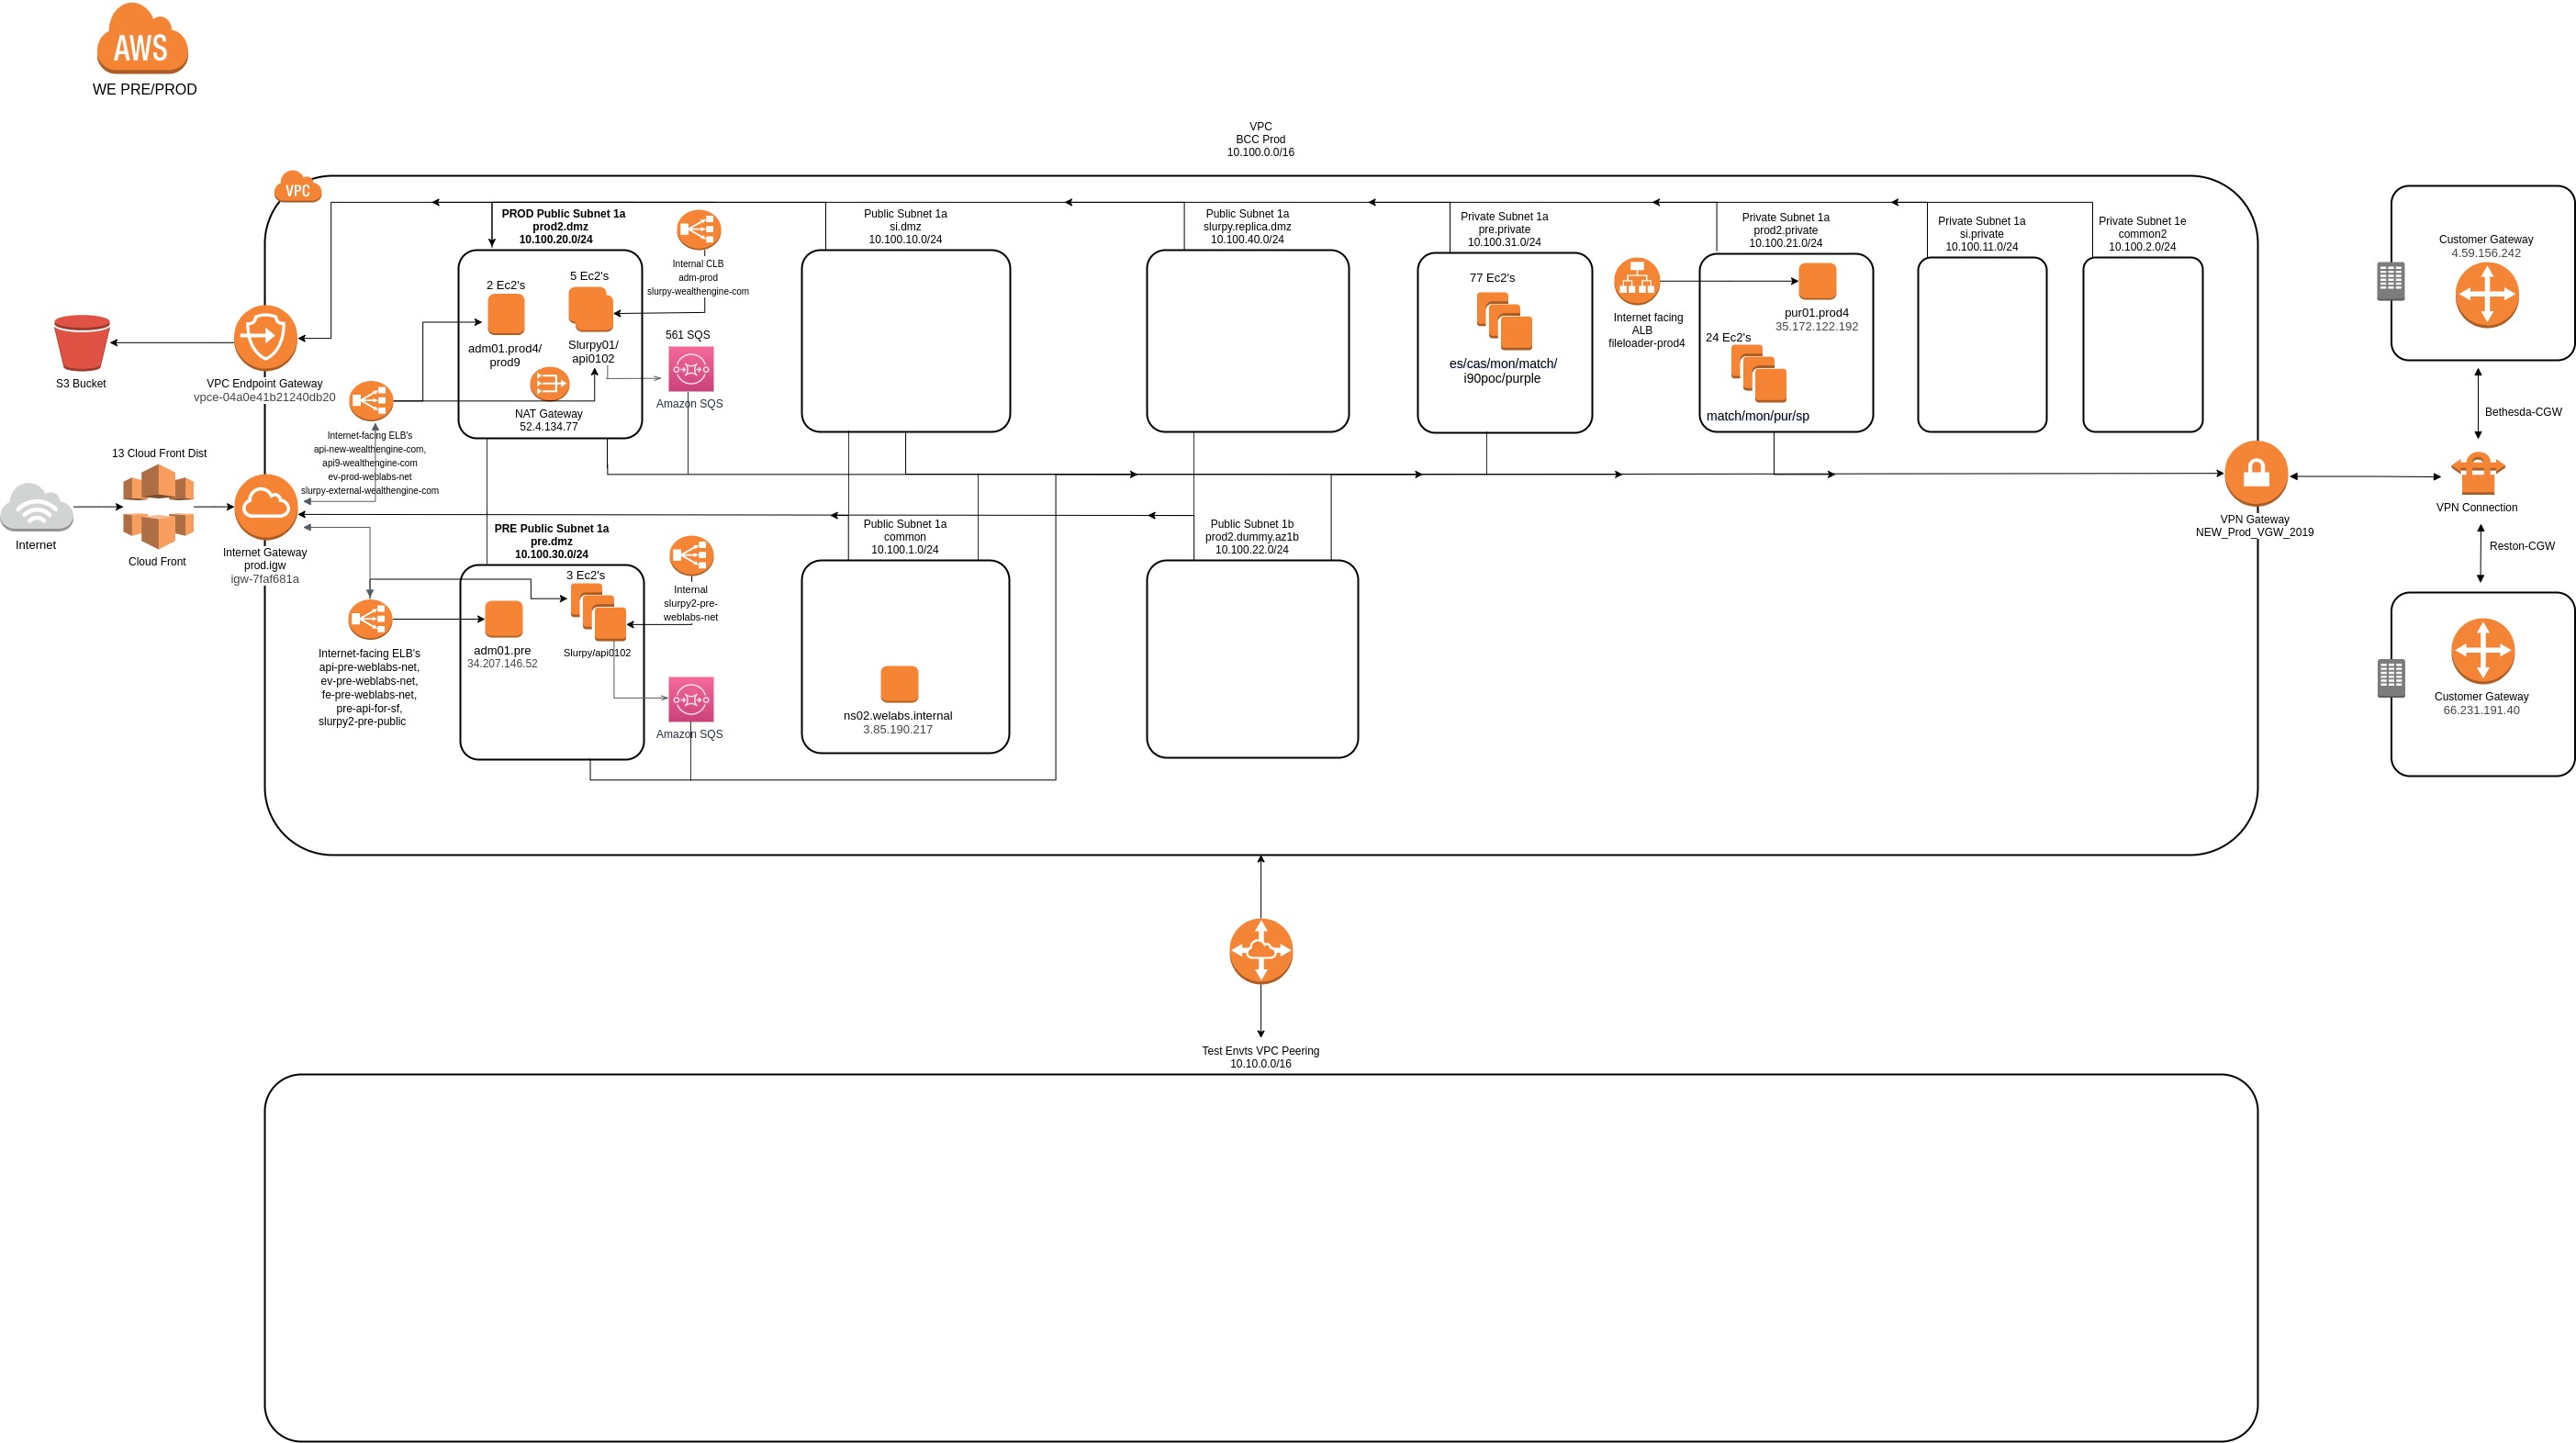 AWS
WE PRE/PROD
VPC
BCC Prod
10.100.0.0/16
VPC
PROD Public Subnet 1a
prod2.dmz
10.100.20.0/24
Internal CLB
adm-prod
slurpy-wealthengine-com
2 Ec2's
5 Ec2's
adm01.prod4/
prod9
Slurpy01/
api0102
NAT Gateway
52.4.134.77
561 SQS
Amazon SQS
Public Subnet 1a
si.dmz
10.100.10.0/24
Public Subnet 1a
slurpy.replica.dmz
10.100.40.0/24
Private Subnet 1a
pre.private
10.100.31.0/24
77 Ec2's
es/cas/mon/match/
i90poc/purple
Internet facing
ALB
fileloader-prod4
Private Subnet 1a
prod2.private
10.100.21.0/24
pur01.prod4
35.172.122.192
24 Ec2's
match/mon/pur/sp
Private Subnet 1a
si.private
10.100.11.0/24
Private Subnet 1e
common2
10.100.2.0/24
Customer Gateway
4.59.156.242
Bethesda-CGW
VPN Connection
Reston-CGW
Customer Gateway
66.231.191.40
VPN Gateway
NEW_Prod_VGW_2019
S3 Bucket
VPC Endpoint Gateway
vpce-04a0e41b21240db20
Internet-facing ELB's
api-new-wealthengine-com,
api9-wealthengine-com
ev-prod-weblabs-net
slurpy-external-wealthengine-com
13 Cloud Front Dist
Internet
Cloud Front
Internet Gateway
prod.igw
igw-7faf681a
PRE Public Subnet 1a
pre.dmz
10.100.30.0/24
3 Ec2's
adm01.pre
34.207.146.52
Slurpy/api0102
Internal
slurpy2-pre-
weblabs-net
Amazon SQS
Internet-facing ELB's
api-pre-weblabs-net,
ev-pre-weblabs-net,
fe-pre-weblabs-net,
pre-api-for-sf,
slurpy2-pre-public
Public Subnet 1a
common
10.100.1.0/24
ns02.welabs.internal
3.85.190.217
Public Subnet 1b
prod2.dummy.az1b
10.100.22.0/24
Test Envts VPC Peering
10.10.0.0/16